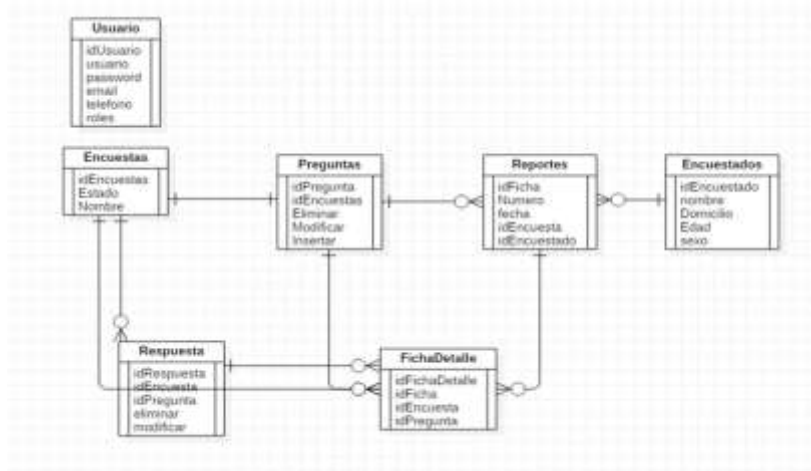 Usuario
idUsuario
usuario
password
email
telefono
roles
Encuestas
idEncuestas
Estado
Nombre
Preguntas
idPregunta
idEncuestas
Eliminar
Modificar
Insertar
Reportes
idFicha
Numero
fecha
idEncuesta
idEncuestado
Encuestados
idEncuestado
nombre
Domicilio
Edad
sexo
Respuesta
idRespuesta
idEncuesta
idPregunta
eliminar
modificar
FichaDetalle
idFichaDetalle
idFicha
idEncuesta
idPregunta